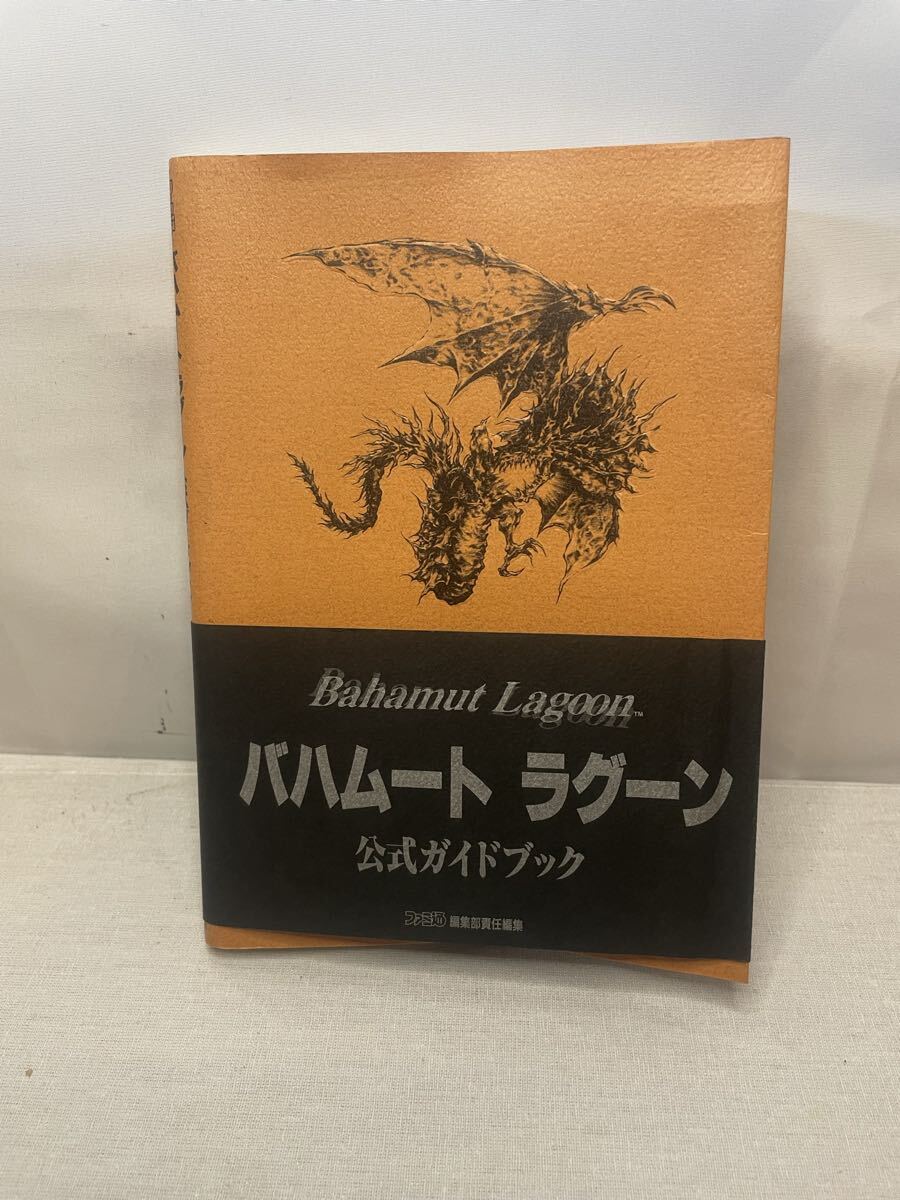 Bahamut Lagoon™
バハムート ラグーン
公式ガイドブック
ファミ通 編集部責任編集